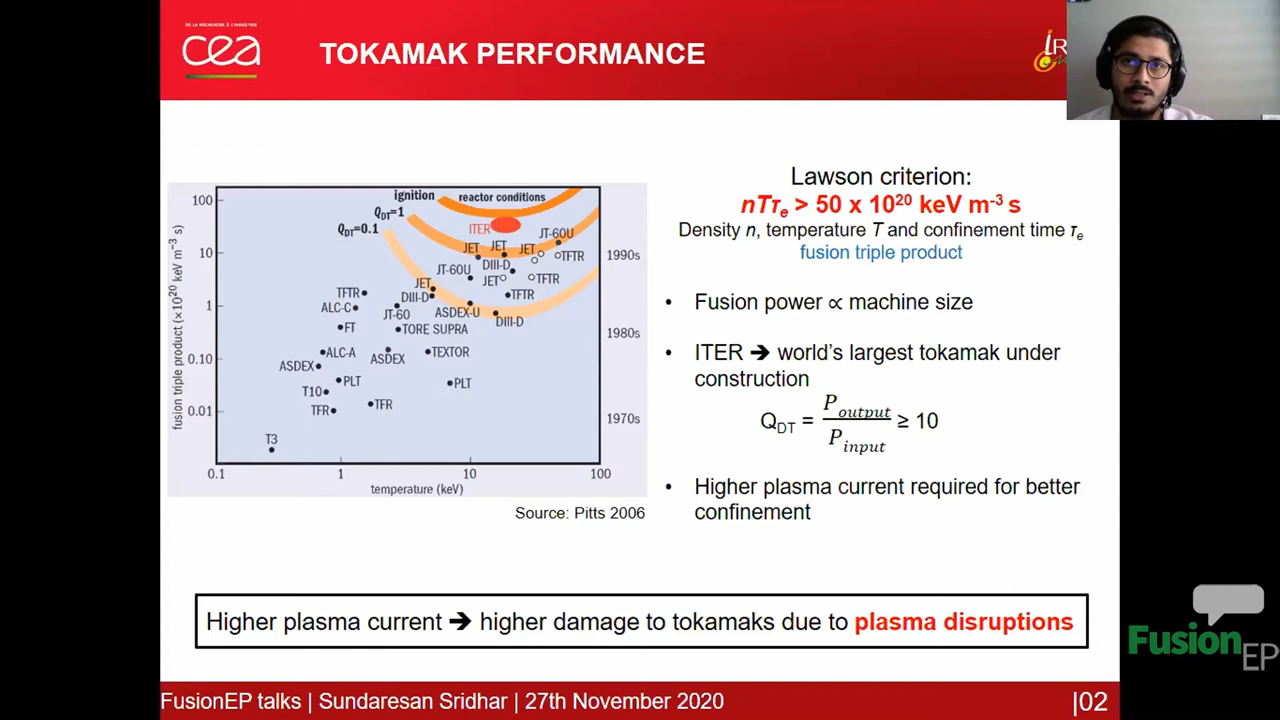 DE LA RECHERCHE À L'INDUSTRIE
cea
TOKAMAK PERFORMANCE
ignition
reactor conditions
Q_DT=1
Q_DT=0.1
ITER
JT-60U
JET
JET
JET
TFTR
JT-60U
DIII-D
JET
TFTR
JET
TFTR
DIII-D
TFTR
ALC-C
JT-60
ASDEX-U
DIII-D
FT
TORE SUPRA
ALC-A
ASDEX
TEXTOR
ASDEX
PLT
PLT
T10
TFR
TFR
T3
100
10
1
0.10
0.01
0.1
1
10
100
1990s
1980s
1970s
fusion triple product (×10²⁰ keV m⁻³ s)
temperature (keV)
Source: Pitts 2006
Lawson criterion:
nTτₑ > 50 x 10²⁰ keV m⁻³ s
Density n, temperature T and confinement time τₑ
fusion triple product
• Fusion power ∝ machine size
• ITER ➔ world's largest tokamak under
construction
Q_DT = P_output / P_input ≥ 10
• Higher plasma current required for better
confinement
Higher plasma current ➔ higher damage to tokamaks due to plasma disruptions
FusionEP talks | Sundaresan Sridhar | 27th November 2020
|02
Fusion
EP